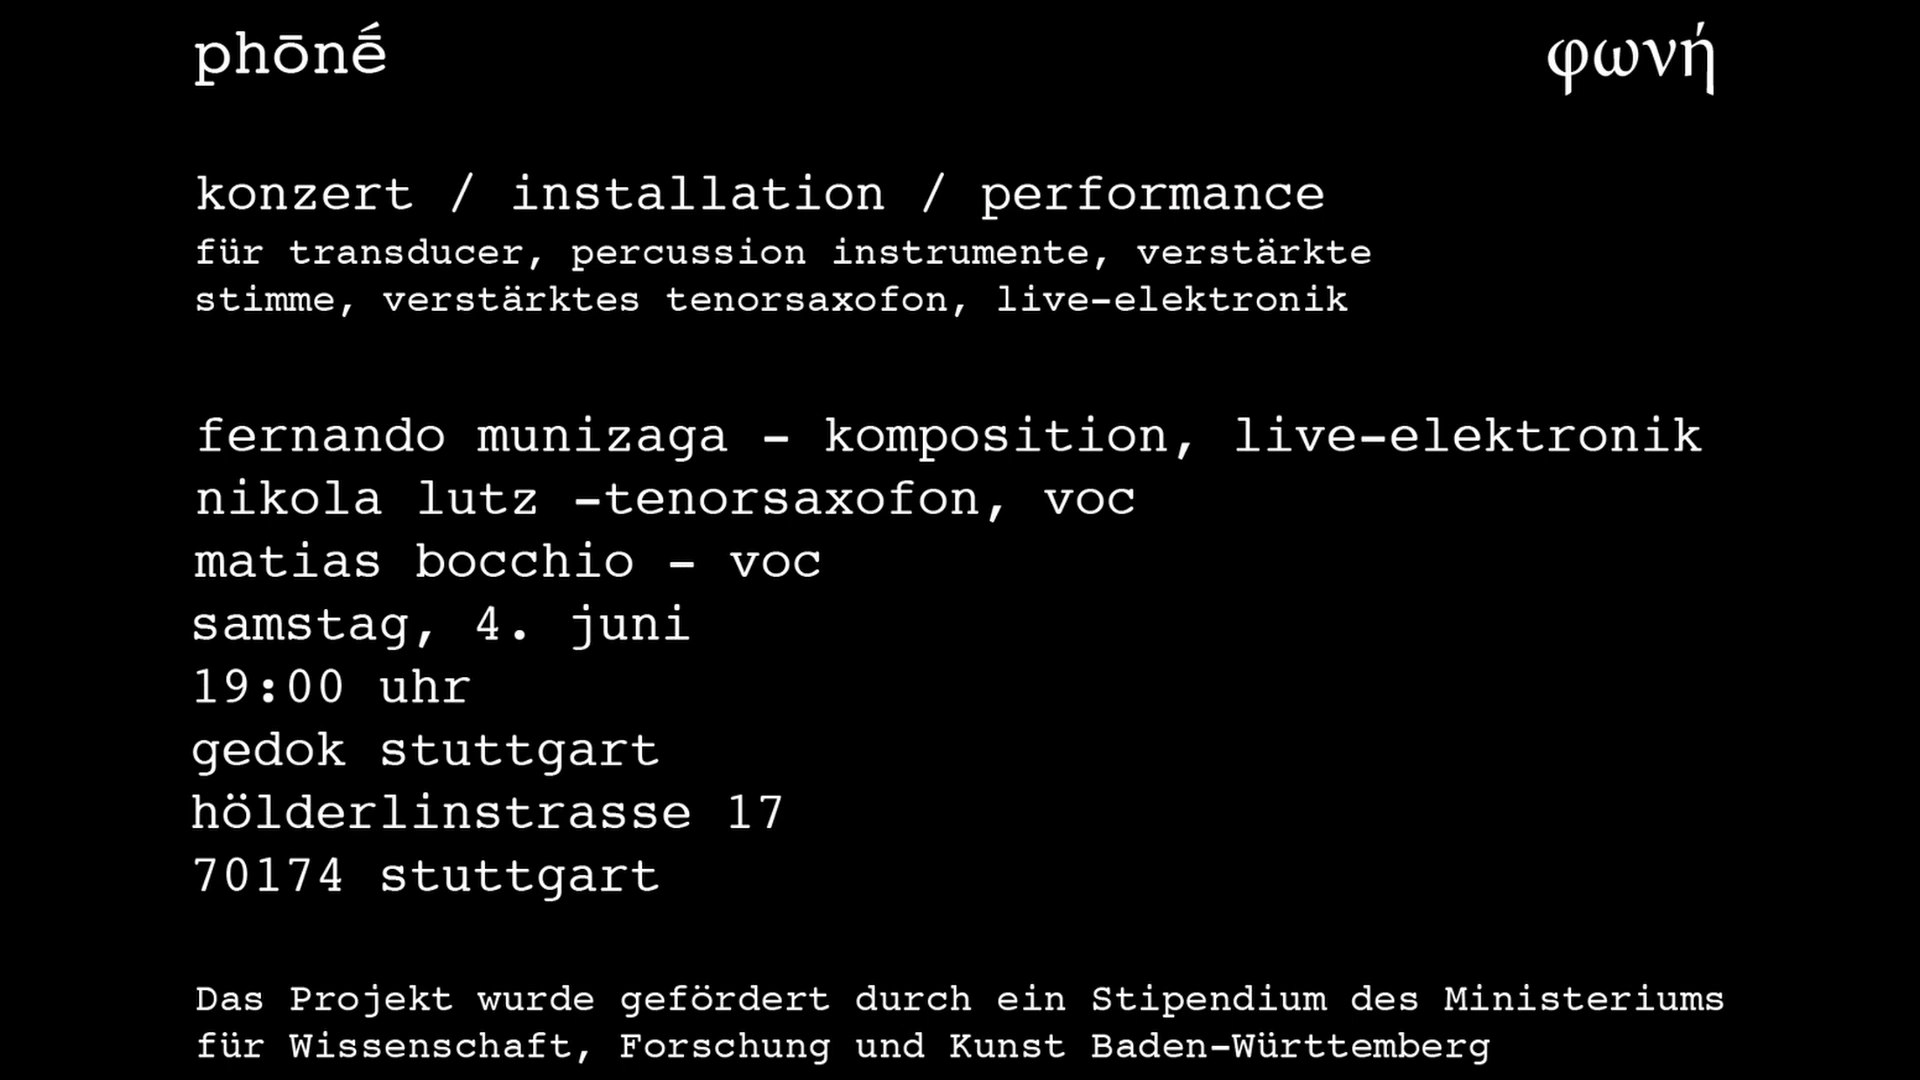 phōnḗ φωνή
konzert / installation / performance
für transducer, percussion instrumente, verstärkte
stimme, verstärktes tenorsaxofon, live-elektronik
fernando munizaga - komposition, live-elektronik
nikola lutz -tenorsaxofon, voc
matias bocchio - voc
samstag, 4. juni
19:00 uhr
gedok stuttgart
hölderlinstrasse 17
70174 stuttgart
Das Projekt wurde gefördert durch ein Stipendium des Ministeriums
für Wissenschaft, Forschung und Kunst Baden-Württemberg